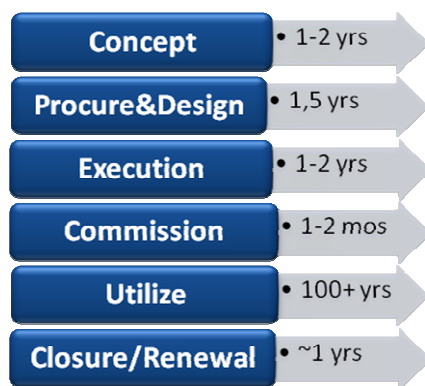 Concept • 1-2 yrs
Procure&Design • 1,5 yrs
Execution • 1-2 yrs
Commission • 1-2 mos
Utilize • 100+ yrs
Closure/Renewal • ~1 yrs